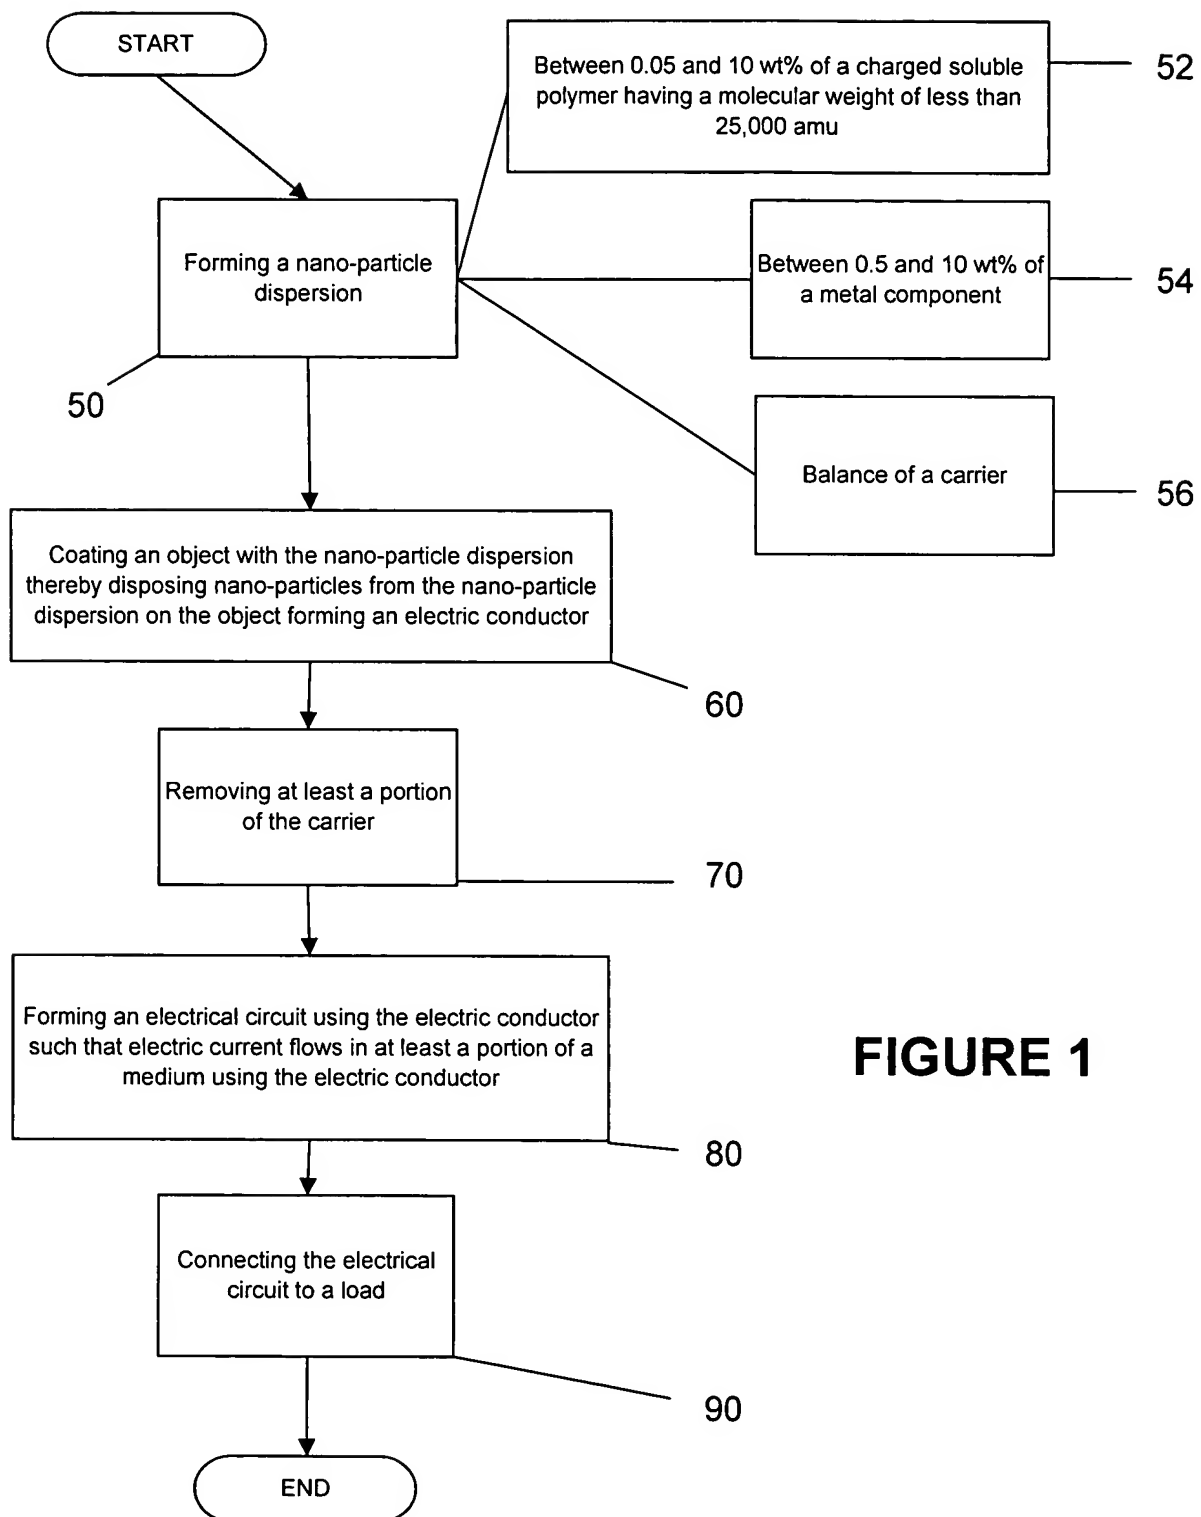 START
Between 0.05 and 10 wt% of a charged soluble
polymer having a molecular weight of less than
25,000 amu
52
Forming a nano-particle
dispersion
50
Between 0.5 and 10 wt% of
a metal component
54
Balance of a carrier
56
Coating an object with the nano-particle dispersion
thereby disposing nano-particles from the nano-particle
dispersion on the object forming an electric conductor
60
Removing at least a portion
of the carrier
70
Forming an electrical circuit using the electric conductor
such that electric current flows in at least a portion of a
medium using the electric conductor
80
FIGURE 1
Connecting the electrical
circuit to a load
90
END